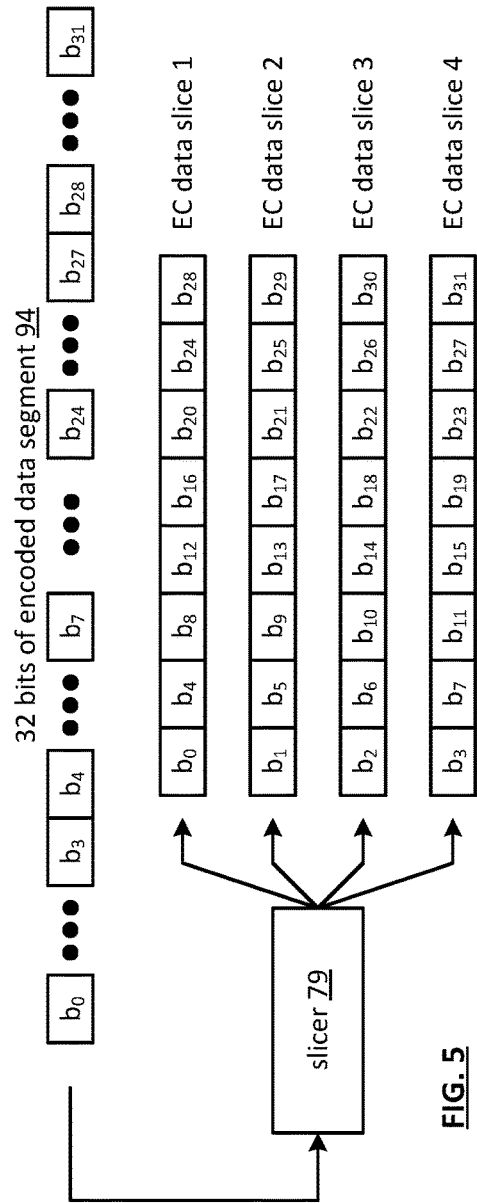 32 bits of encoded data segment 94
b0 ●●● b3 b4 ●●● b7 ●●● b24 ●●● b27 b28 ●●● b31
slicer 79
b0 b4 b8 b12 b16 b20 b24 b28 EC data slice 1
b1 b5 b9 b13 b17 b21 b25 b29 EC data slice 2
b2 b6 b10 b14 b18 b22 b26 b30 EC data slice 3
b3 b7 b11 b15 b19 b23 b27 b31 EC data slice 4
FIG. 5